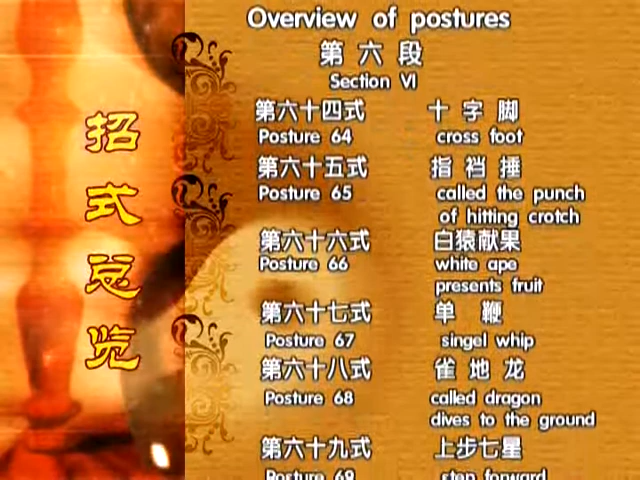 招式总览
Overview of postures
第六段
Section VI
第六十四式 十字脚
Posture 64 cross foot
第六十五式 指裆捶
Posture 65 called the punch
of hitting crotch
第六十六式 白猿献果
Posture 66 white ape
presents fruit
第六十七式 单鞭
Posture 67 singel whip
第六十八式 雀地龙
Posture 68 called dragon
dives to the ground
第六十九式 上步七星
Posture 69 step forward